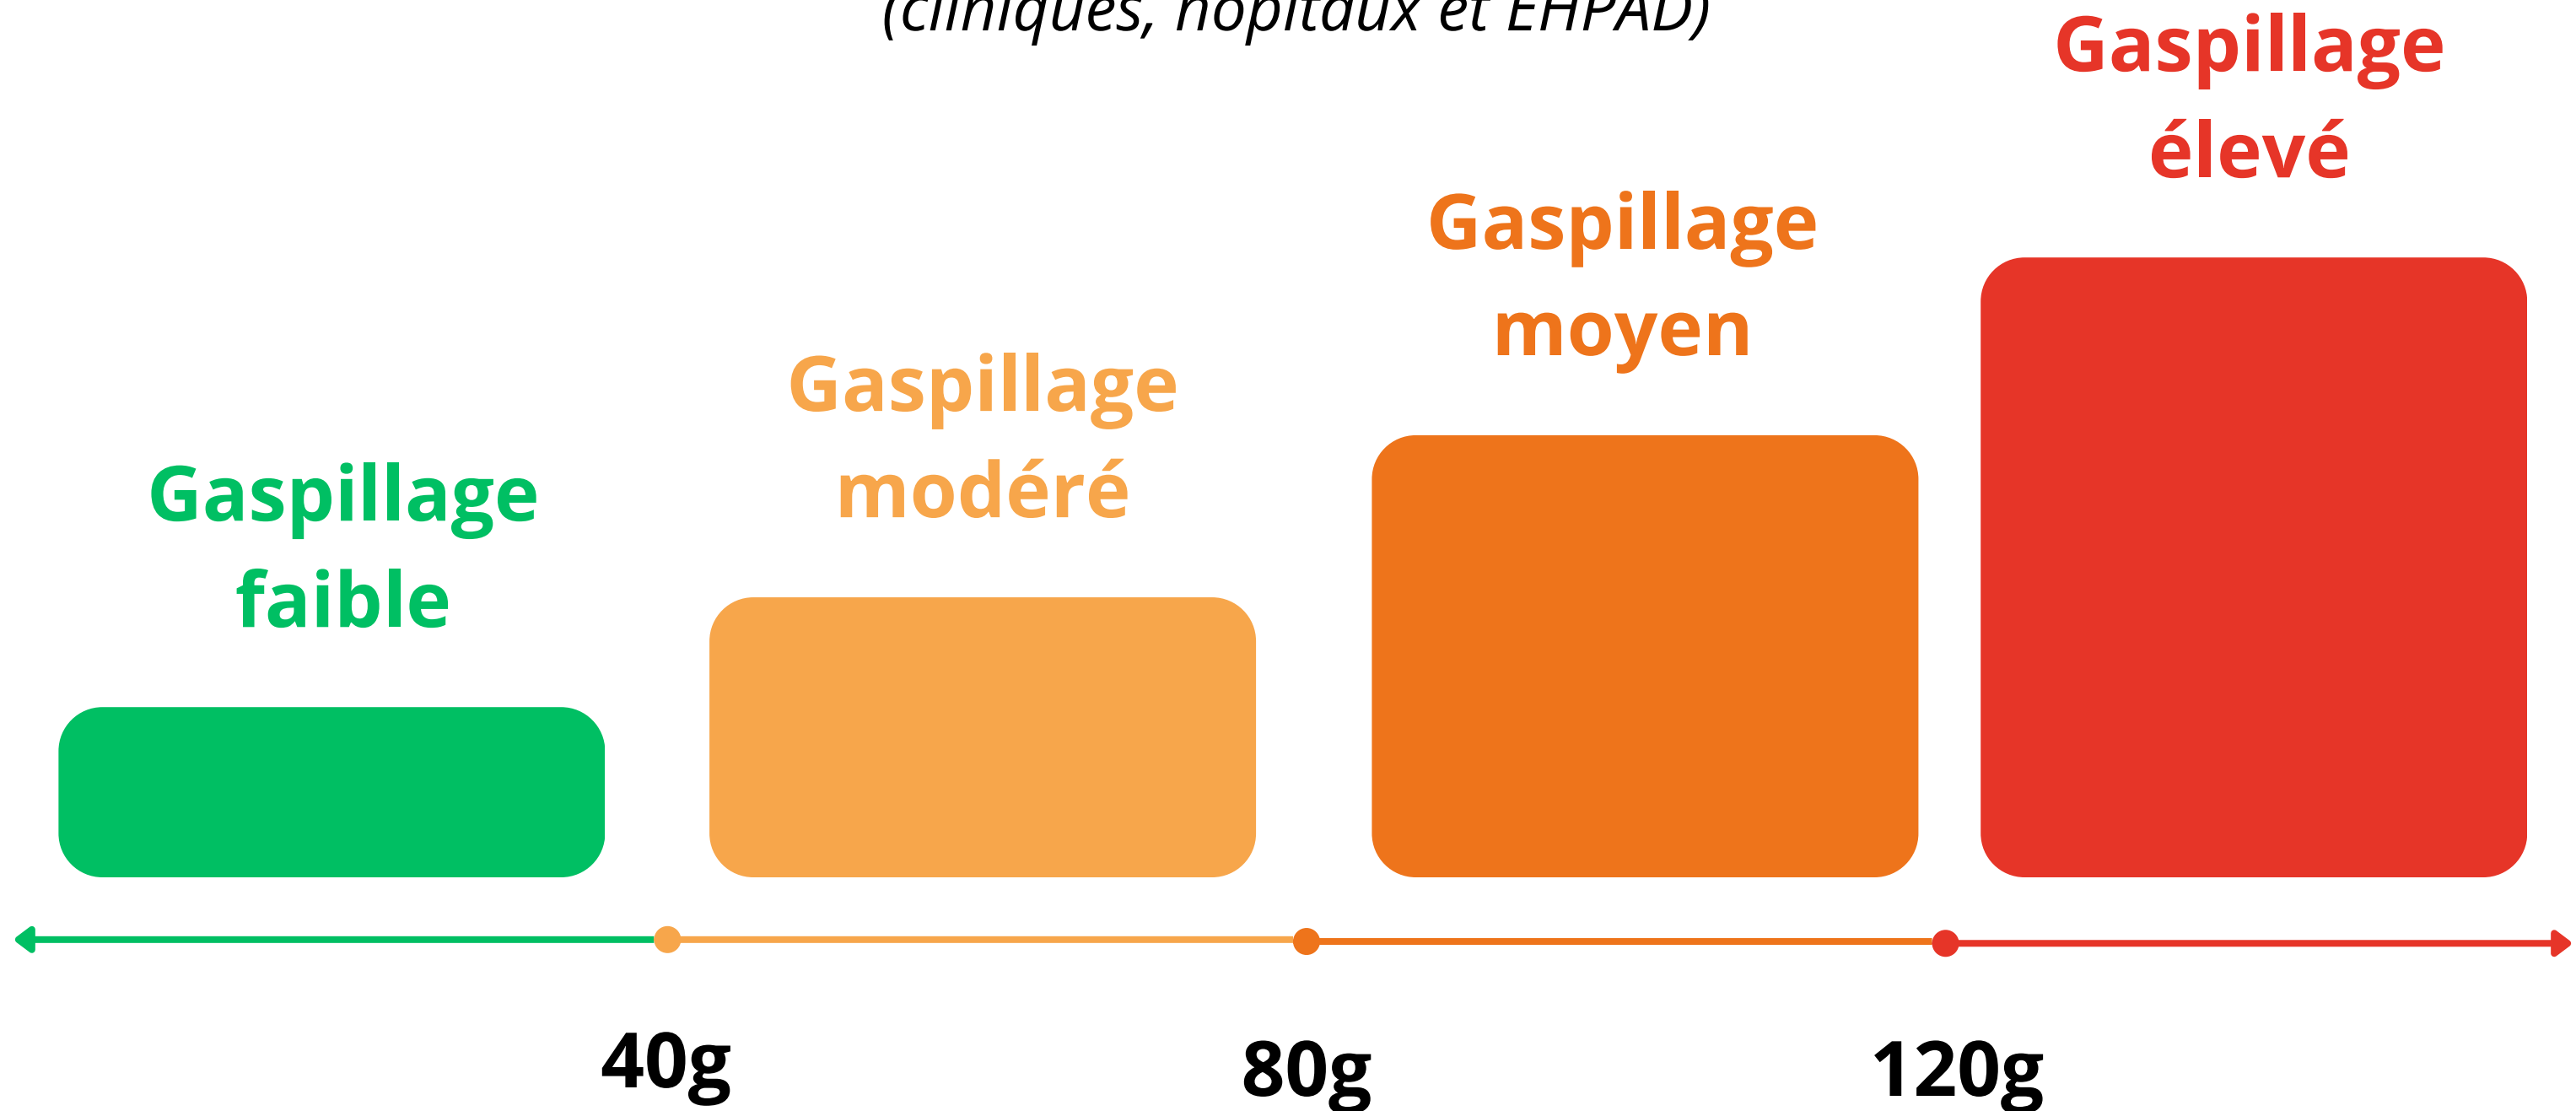 (cliniques, hôpitaux et EHPAD)
Gaspillage
élevé
Gaspillage
moyen
Gaspillage
modéré
Gaspillage
faible
40g
80g
120g